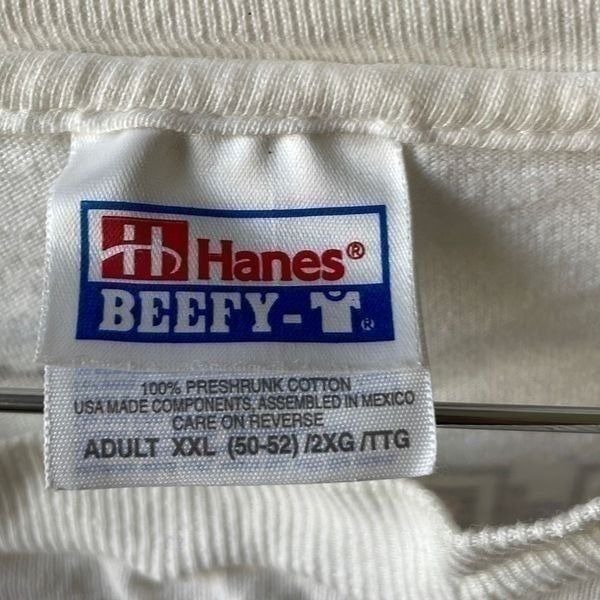 Hanes®
BEEFY-T®
100% PRESHRUNK COTTON
USA MADE COMPONENTS, ASSEMBLED IN MEXICO
CARE ON REVERSE
ADULT XXL (50-52) /2XG /TTG